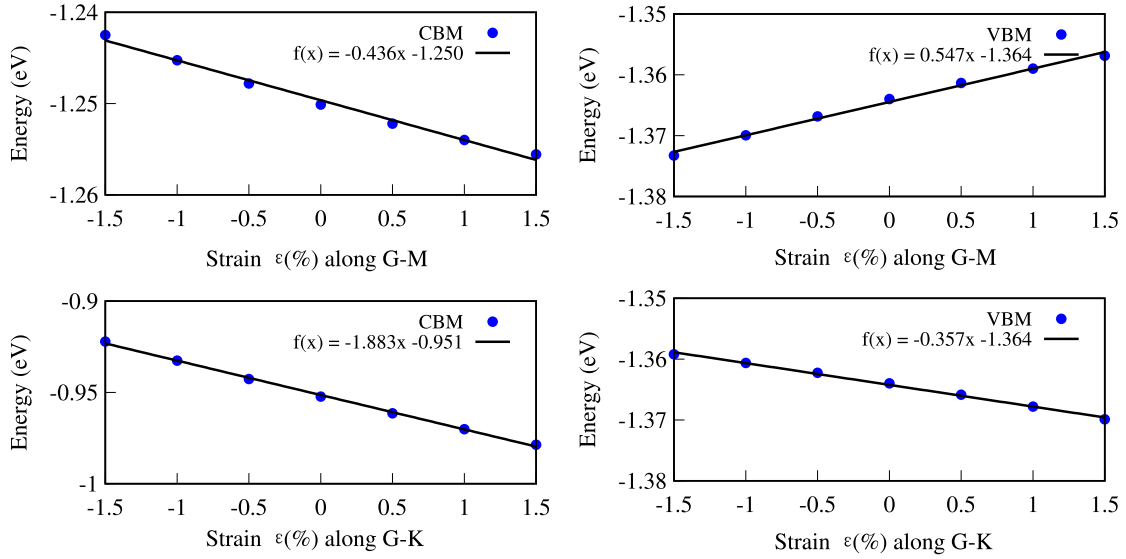 -1.24
-1.25
-1.26
Energy (eV)
CBM
f(x) = -0.436x -1.250
-1.5 -1 -0.5 0 0.5 1 1.5
Strain ε(%) along G-M
-1.35
-1.36
-1.37
-1.38
Energy (eV)
VBM
f(x) = 0.547x -1.364
-1.5 -1 -0.5 0 0.5 1 1.5
Strain ε(%) along G-M
-0.9
-0.95
-1
Energy (eV)
CBM
f(x) = -1.883x -0.951
-1.5 -1 -0.5 0 0.5 1 1.5
Strain ε(%) along G-K
-1.35
-1.36
-1.37
-1.38
Energy (eV)
VBM
f(x) = -0.357x -1.364
-1.5 -1 -0.5 0 0.5 1 1.5
Strain ε(%) along G-K